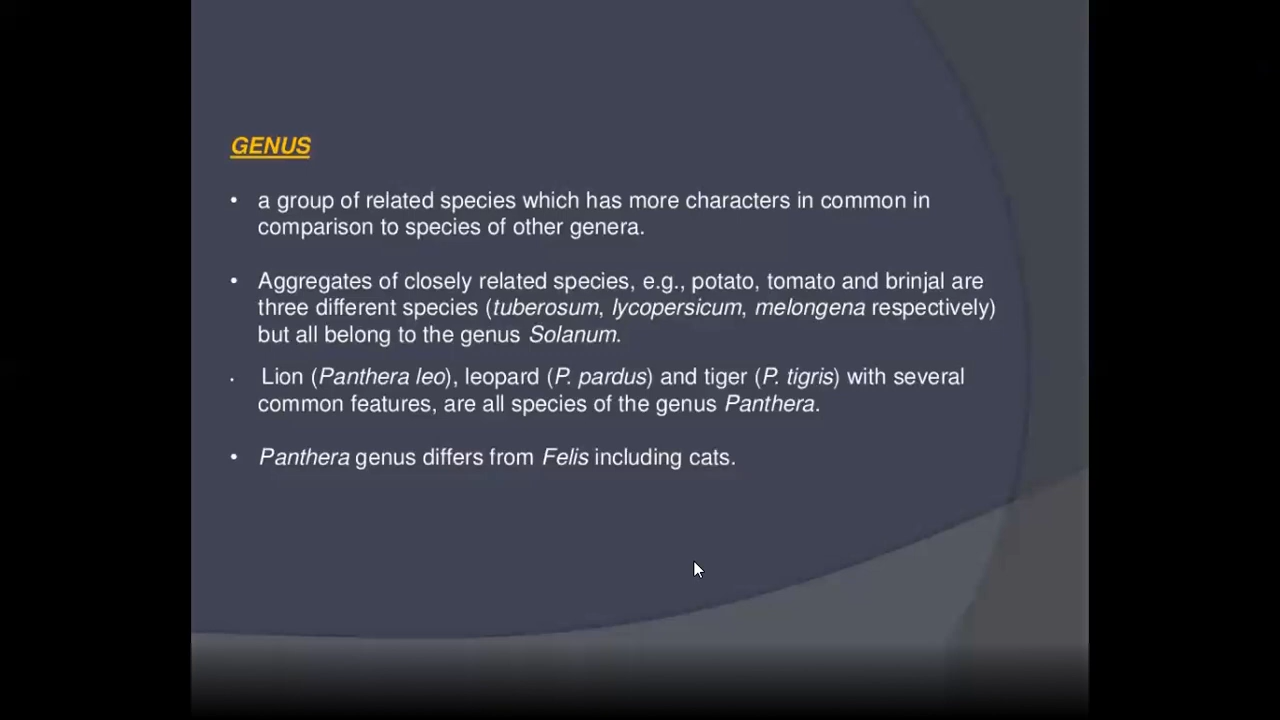 GENUS
• a group of related species which has more characters in common in
comparison to species of other genera.
• Aggregates of closely related species, e.g., potato, tomato and brinjal are
three different species (tuberosum, lycopersicum, melongena respectively)
but all belong to the genus Solanum.
• Lion (Panthera leo), leopard (P. pardus) and tiger (P. tigris) with several
common features, are all species of the genus Panthera.
• Panthera genus differs from Felis including cats.